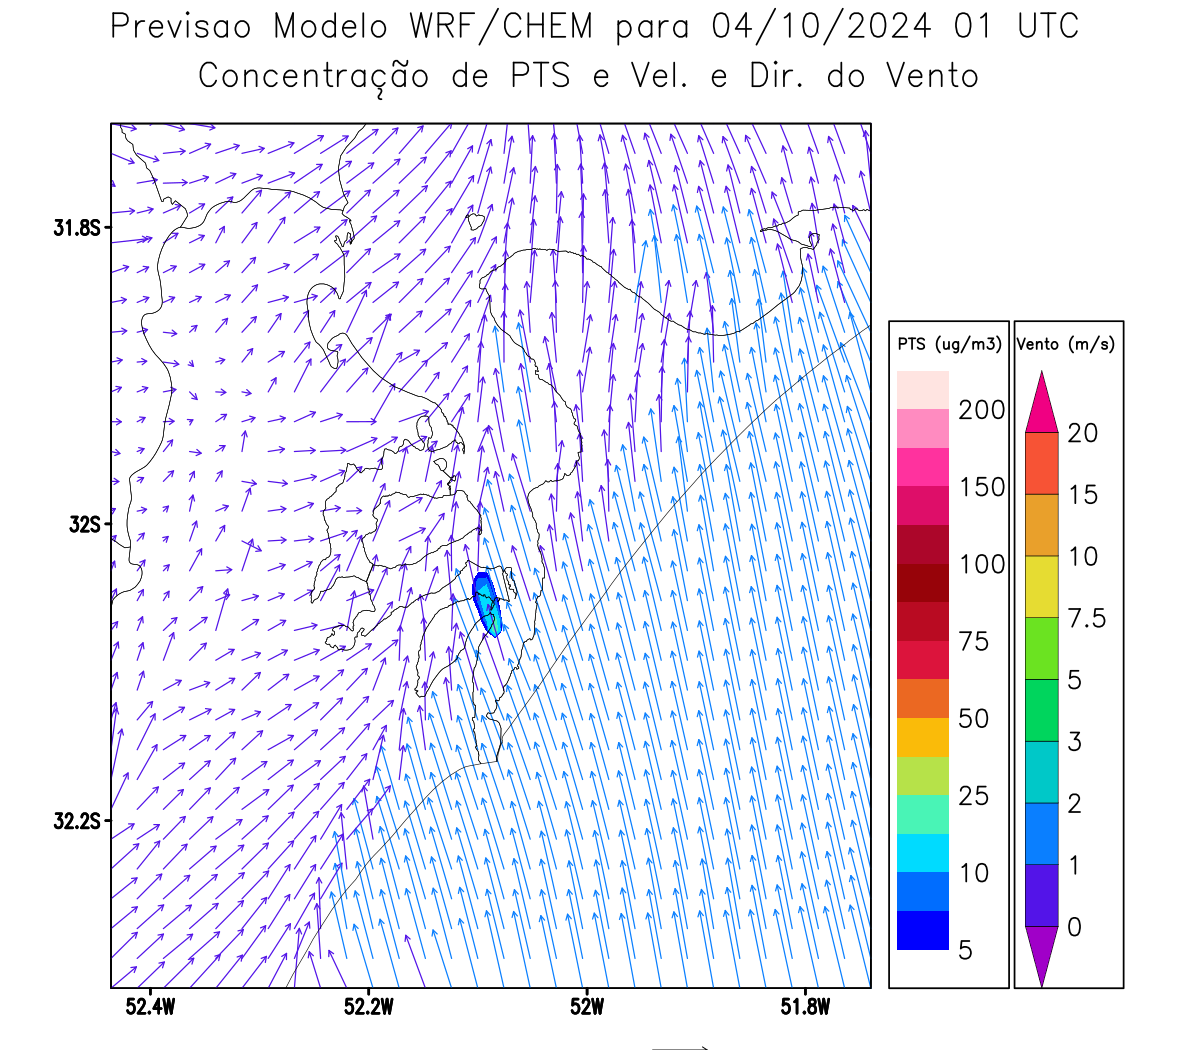 Previsao Modelo WRF/CHEM para 04/10/2024 01 UTC
Concentração de PTS e Vel. e Dir. do Vento
31.8S
32S
32.2S
52.4W
52.2W
52W
51.8W
PTS (ug/m3)
200
150
100
75
50
25
10
5
Vento (m/s)
20
15
10
7.5
5
3
2
1
0